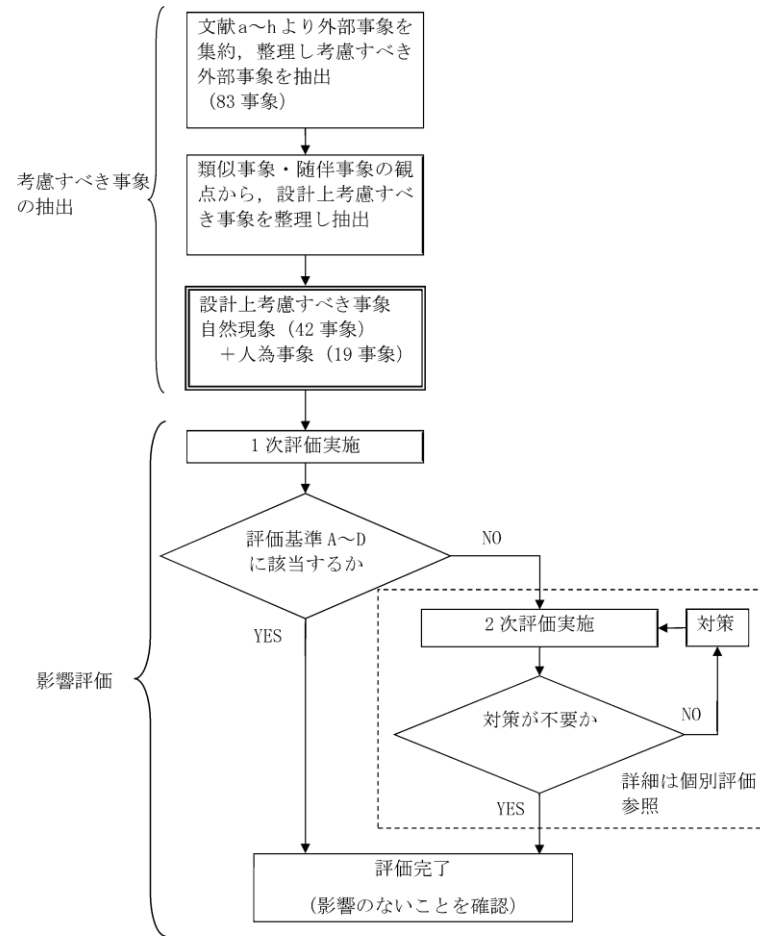 文献a～hより外部事象を
集約，整理し考慮すべき
外部事象を抽出
（83 事象）
考慮すべき事象
の抽出
類似事象・随伴事象の観
点から，設計上考慮すべ
き事象を整理し抽出
設計上考慮すべき事象
自然現象（42 事象）
＋人為事象（19 事象）
1 次評価実施
評価基準 A～D
に該当するか
NO
YES
2 次評価実施
対策
影響評価
対策が不要か
NO
詳細は個別評価
参照
YES
評価完了
(影響のないことを確認)